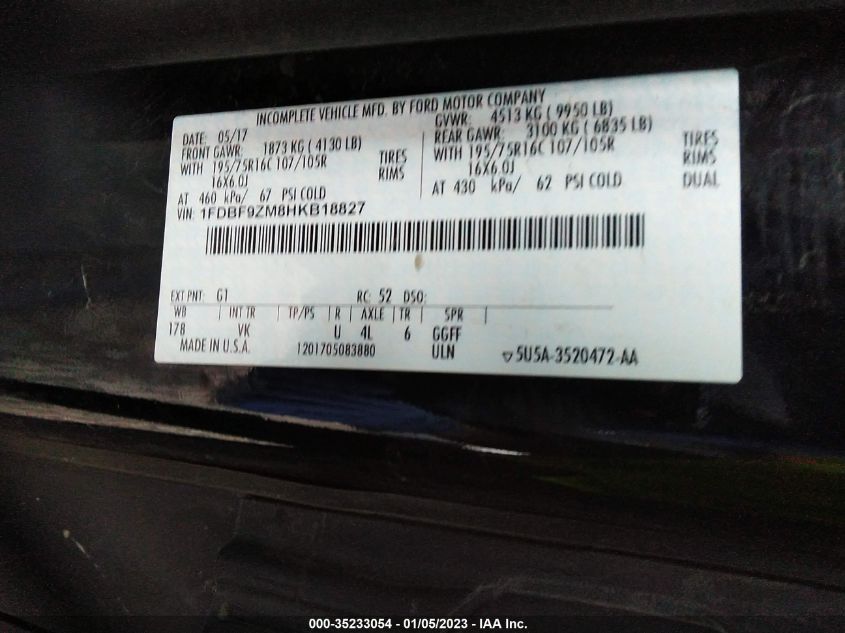 INCOMPLETE VEHICLE MFD. BY FORD MOTOR COMPANY
DATE: 05/17 GVWR: 4513 KG ( 9950 LB)
FRONT GAWR: 1873 KG ( 4130 LB) REAR GAWR: 3100 KG ( 6835 LB)
WITH 195/75R16C 107/105R TIRES WITH 195/75R16C 107/105R TIRES
16X6.0J RIMS 16X6.0J RIMS
AT 460 kPa/ 67 PSI COLD AT 430 kPa/ 62 PSI COLD DUAL
VIN: 1FDBF9ZM8HKB18827
EXT PNT: G1 RC: 52 DSO:
WB | INT TR | TP/PS | R | AXLE | TR | SPR |
178 VK U 4L 6 GGFF
MADE IN U.S.A. 1201705083880 ULN 5U5A-3520472-AA
000-35233054 - 01/05/2023 - IAA Inc.